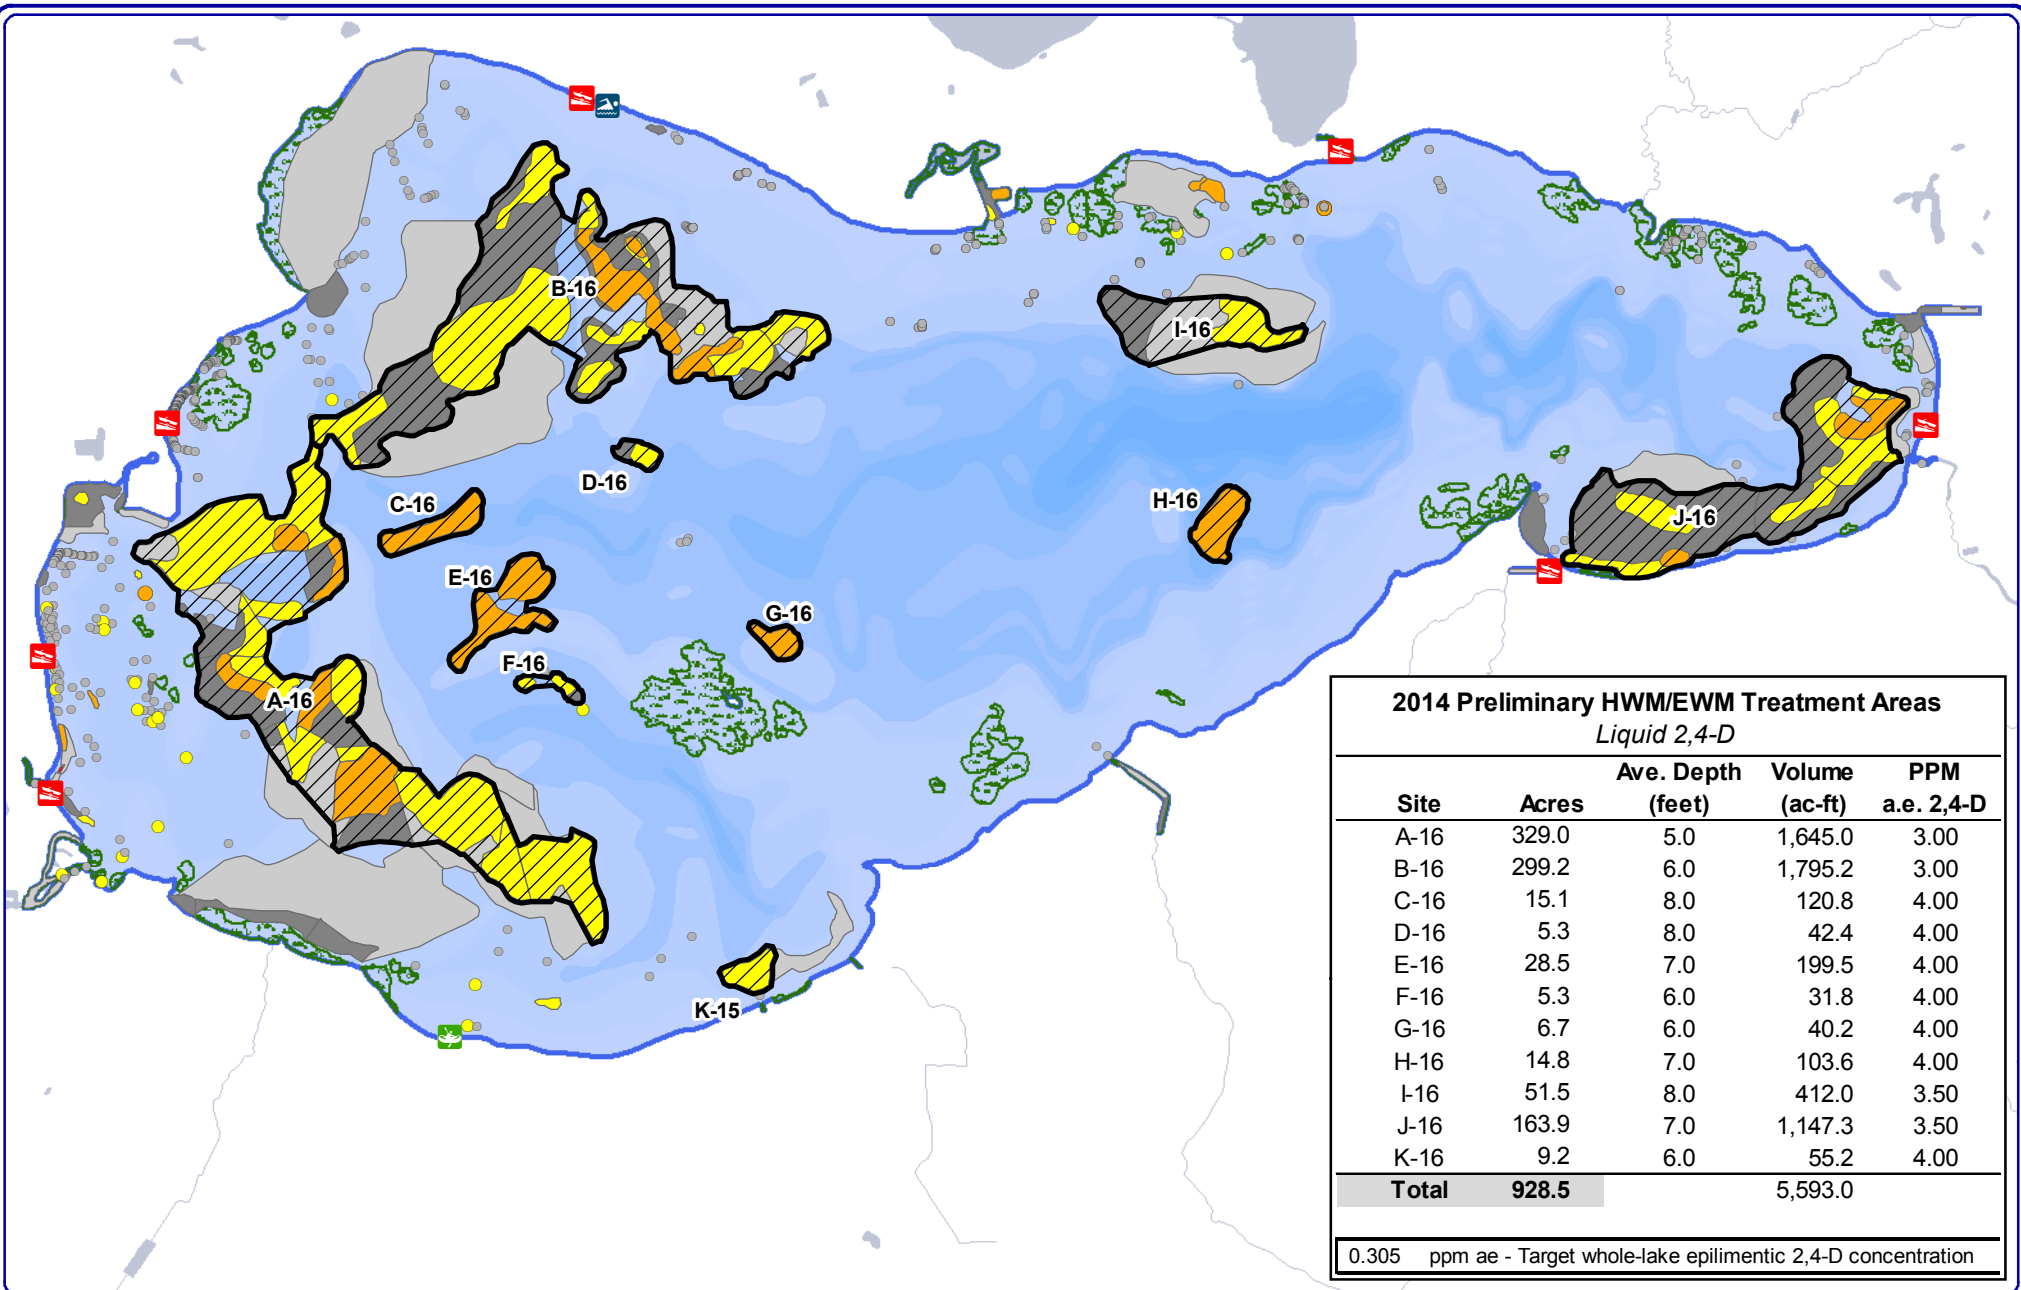 B-16
I-16
D-16
C-16
H-16
J-16
E-16
G-16
F-16
A-16
K-15
2014 Preliminary HWM/EWM Treatment Areas
Liquid 2,4-D
Ave. Depth Volume PPM
Site Acres (feet) (ac-ft) a.e. 2,4-D
A-16 329.0 5.0 1,645.0 3.00
B-16 299.2 6.0 1,795.2 3.00
C-16 15.1 8.0 120.8 4.00
D-16 5.3 8.0 42.4 4.00
E-16 28.5 7.0 199.5 4.00
F-16 5.3 6.0 31.8 4.00
G-16 6.7 6.0 40.2 4.00
H-16 14.8 7.0 103.6 4.00
I-16 51.5 8.0 412.0 3.50
J-16 163.9 7.0 1,147.3 3.50
K-16 9.2 6.0 55.2 4.00
Total 928.5 5,593.0
0.305 ppm ae - Target whole-lake epilimentic 2,4-D concentration